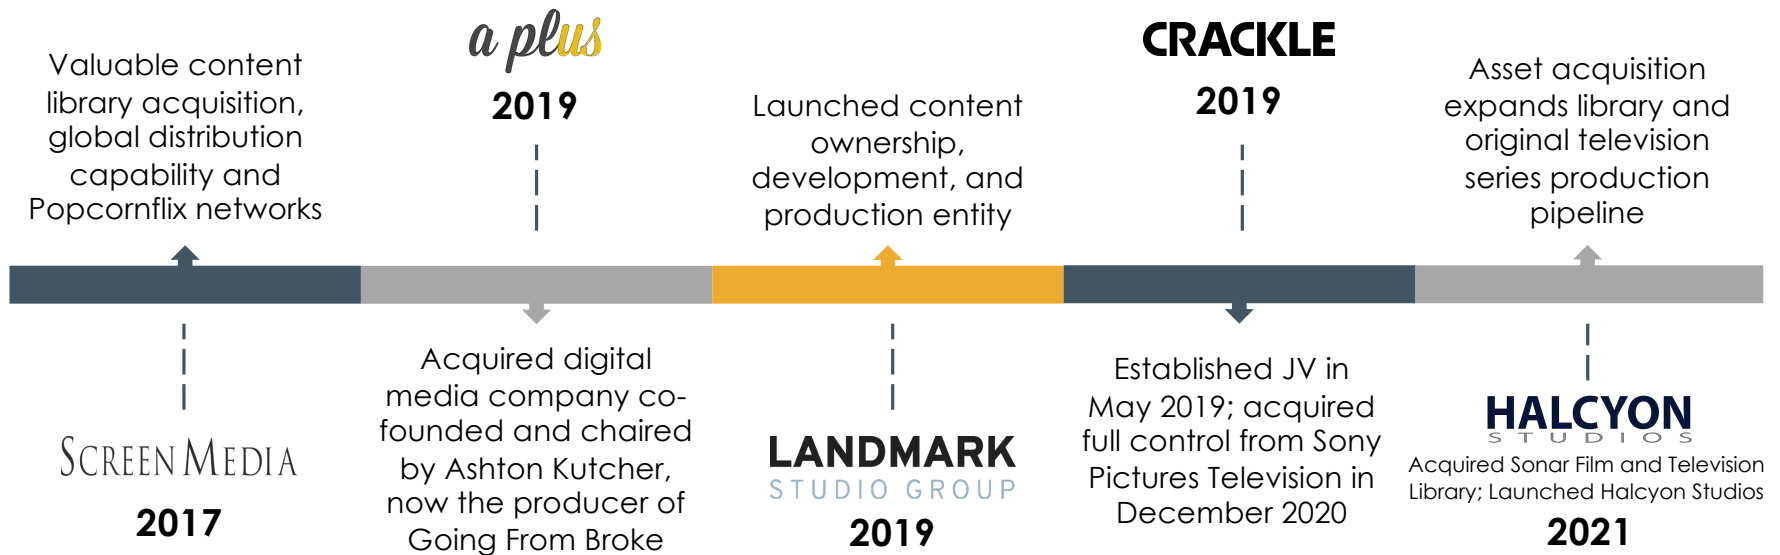 Valuable content
library acquisition,
global distribution
capability and
Popcornflix networks
SCREEN MEDIA
2017
a plus
2019
Acquired digital
media company co-
founded and chaired
by Ashton Kutcher,
now the producer of
Going From Broke
Launched content
ownership,
development, and
production entity
LANDMARK
STUDIO GROUP
2019
CRACKLE
2019
Established JV in
May 2019; acquired
full control from Sony
Pictures Television in
December 2020
Asset acquisition
expands library and
original television
series production
pipeline
HALCYON
STUDIOS
Acquired Sonar Film and Television
Library; Launched Halcyon Studios
2021